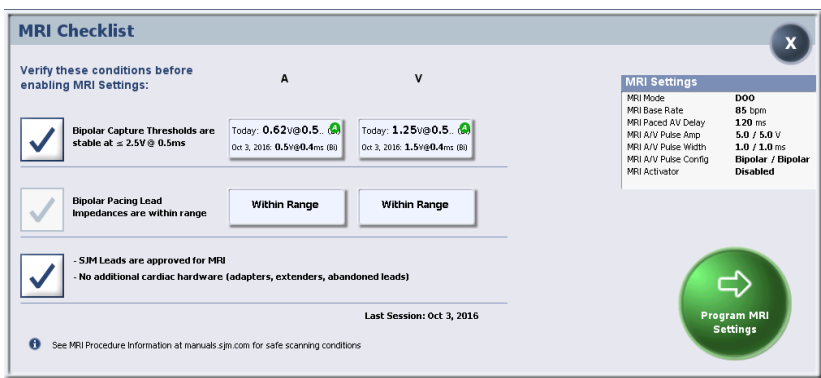 MRI Checklist
X
Verify these conditions before
enabling MRI Settings:
A
V
Bipolar Capture Thresholds are
stable at ≤ 2.5V @ 0.5ms
Today: 0.62V@0.5.. (Bi)
Oct 3, 2016: 0.5V@0.4ms (Bi)
Today: 1.25V@0.5.. (Bi)
Oct 3, 2016: 1.5V@0.4ms (Bi)
Bipolar Pacing Lead
Impedances are within range
Within Range
Within Range
- SJM Leads are approved for MRI
- No additional cardiac hardware (adapters, extenders, abandoned leads)
Last Session: Oct 3, 2016
i See MRI Procedure Information at manuals.sjm.com for safe scanning conditions
MRI Settings
MRI Mode DOO
MRI Base Rate 85 bpm
MRI Paced AV Delay 120 ms
MRI A/V Pulse Amp 5.0 / 5.0 V
MRI A/V Pulse Width 1.0 / 1.0 ms
MRI A/V Pulse Config Bipolar / Bipolar
MRI Activator Disabled
Program MRI
Settings